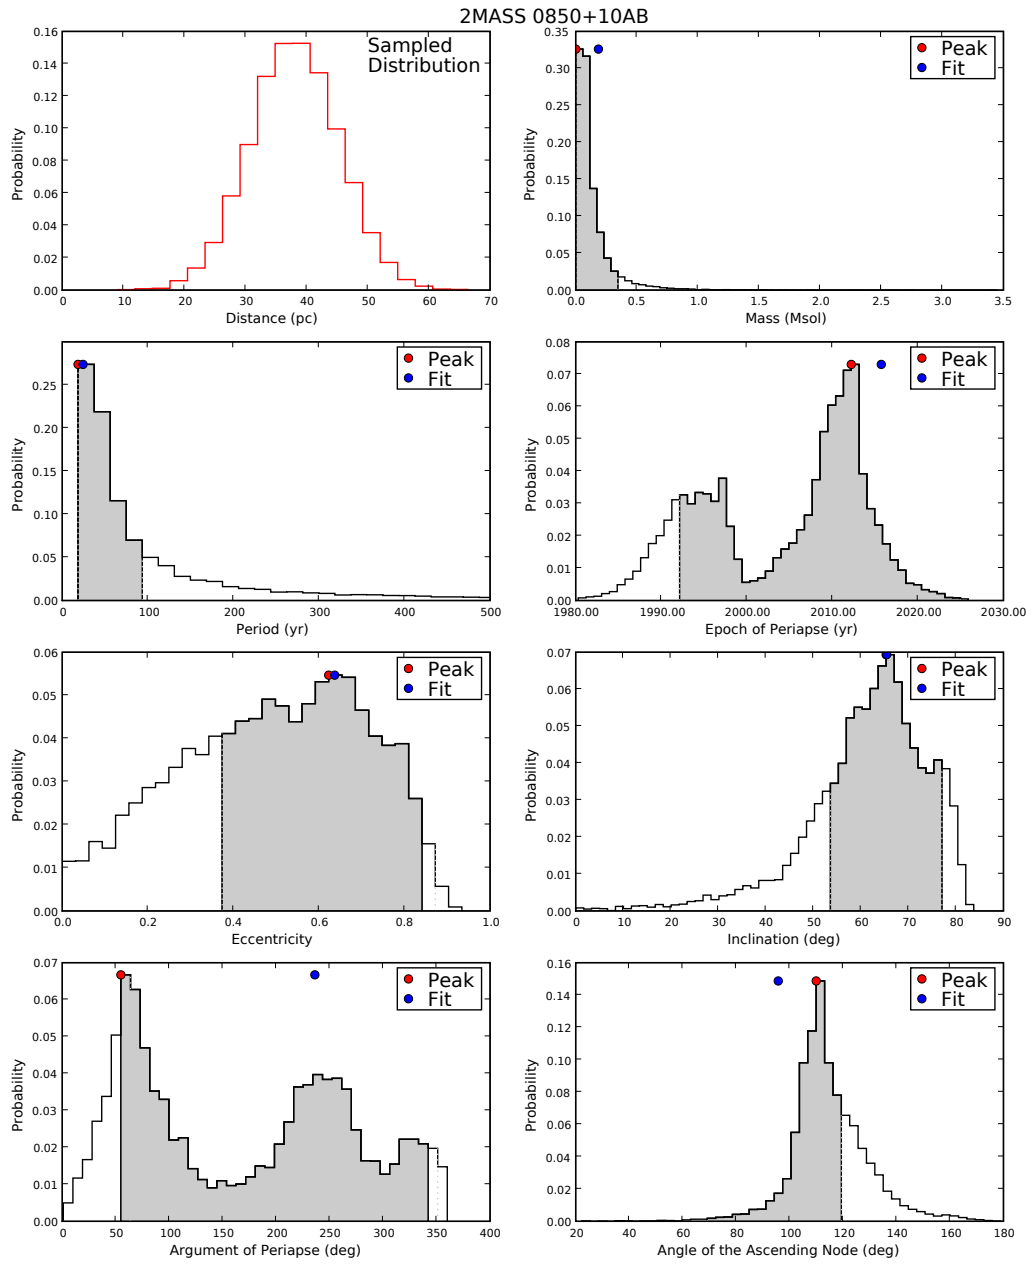 2MASS 0850+10AB
Sampled
Distribution
Probability
0.16
0.14
0.12
0.10
0.08
0.06
0.04
0.02
0.00
0 10 20 30 40 50 60 70
Distance (pc)
Peak
Fit
Probability
0.35
0.30
0.25
0.20
0.15
0.10
0.05
0.00
0.0 0.5 1.0 1.5 2.0 2.5 3.0 3.5
Mass (Msol)
Peak
Fit
Probability
0.25
0.20
0.15
0.10
0.05
0.00
0 100 200 300 400 500
Period (yr)
Peak
Fit
Probability
0.08
0.07
0.06
0.05
0.04
0.03
0.02
0.01
0.00
1980.00 1990.00 2000.00 2010.00 2020.00 2030.00
Epoch of Periapse (yr)
Peak
Fit
Probability
0.06
0.05
0.04
0.03
0.02
0.01
0.00
0.0 0.2 0.4 0.6 0.8 1.0
Eccentricity
Peak
Fit
Probability
0.07
0.06
0.05
0.04
0.03
0.02
0.01
0.00
0 10 20 30 40 50 60 70 80 90
Inclination (deg)
Peak
Fit
Probability
0.07
0.06
0.05
0.04
0.03
0.02
0.01
0.00
0 50 100 150 200 250 300 350 400
Argument of Periapse (deg)
Peak
Fit
Probability
0.16
0.14
0.12
0.10
0.08
0.06
0.04
0.02
0.00
20 40 60 80 100 120 140 160 180
Angle of the Ascending Node (deg)